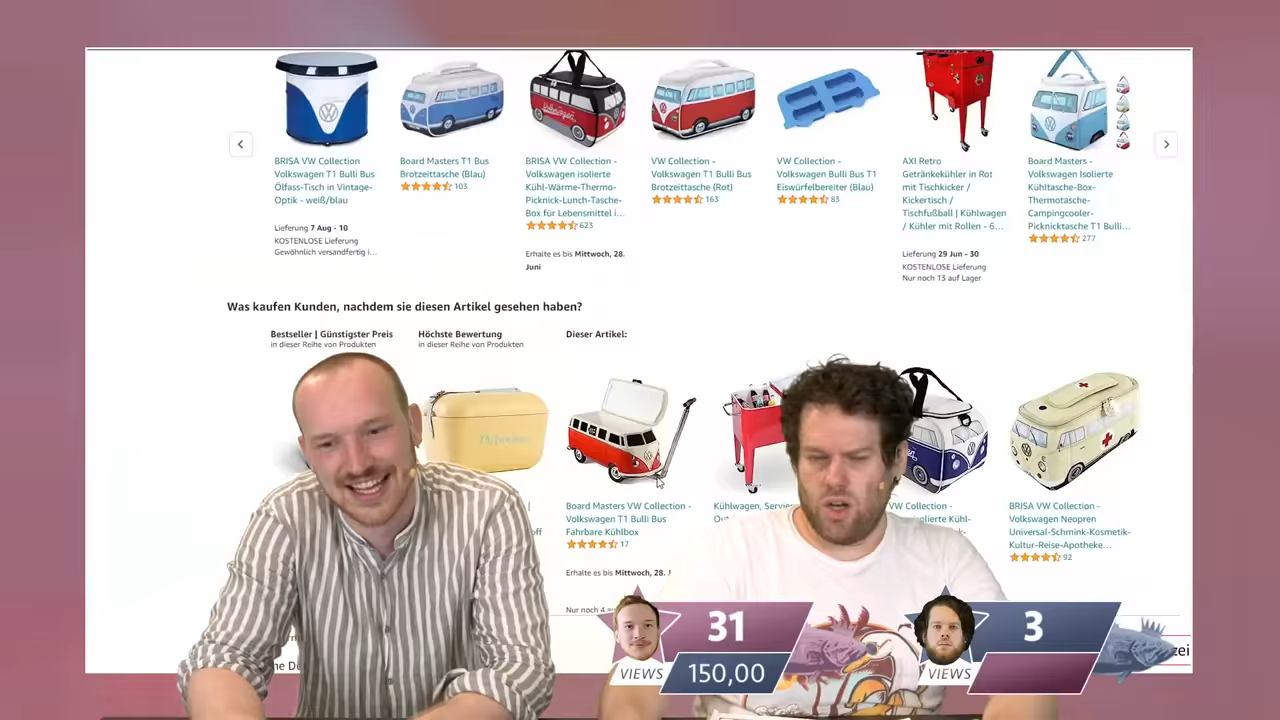 BRISA VW Collection
Volkswagen T1 Bulli Bus
Ölfass-Tisch in Vintage-
Optik - weiß/blau
Lieferung 7 Aug - 10
KOSTENLOSE Lieferung
Gewöhnlich versandfertig i...
Board Masters T1 Bus
Brotzeittasche (Blau)
103
BRISA VW Collection -
Volkswagen isolierte
Kühl-Wärme-Thermo-
Picknick-Lunch-Tasche-
Box für Lebensmittel i...
623
Erhalte es bis Mittwoch, 28.
Juni
VW Collection -
Volkswagen T1 Bulli Bus
Brotzeittasche (Rot)
163
VW Collection -
Volkswagen Bulli Bus T1
Eiswürfelbereiter (Blau)
83
AXI Retro
Getränkekühler in Rot
mit Tischkicker /
Kickertisch /
Tischfußball | Kühlwagen
/ Kühler mit Rollen - 6...
Lieferung 29 Jun - 30
KOSTENLOSE Lieferung
Nur noch 13 auf Lager
Board Masters -
Volkswagen Isolierte
Kühltasche-Box-
Thermotasche-
Campingcooler-
Picknicktasche T1 Bulli...
277
Was kaufen Kunden, nachdem sie diesen Artikel gesehen haben?
Bestseller | Günstigster Preis
in dieser Reihe von Produkten
Höchste Bewertung
in dieser Reihe von Produkten
Dieser Artikel:
Board Masters VW Collection -
Volkswagen T1 Bulli Bus
Fahrbare Kühlbox
17
Erhalte es bis Mittwoch, 28.
Nur noch 4
Kühlwagen,
VW Collection -
BRISA VW Collection -
Volkswagen Neopren
Universal-Schmink-Kosmetik-
Kultur-Reise-Apotheke...
92
31
VIEWS
150,00
3
VIEWS